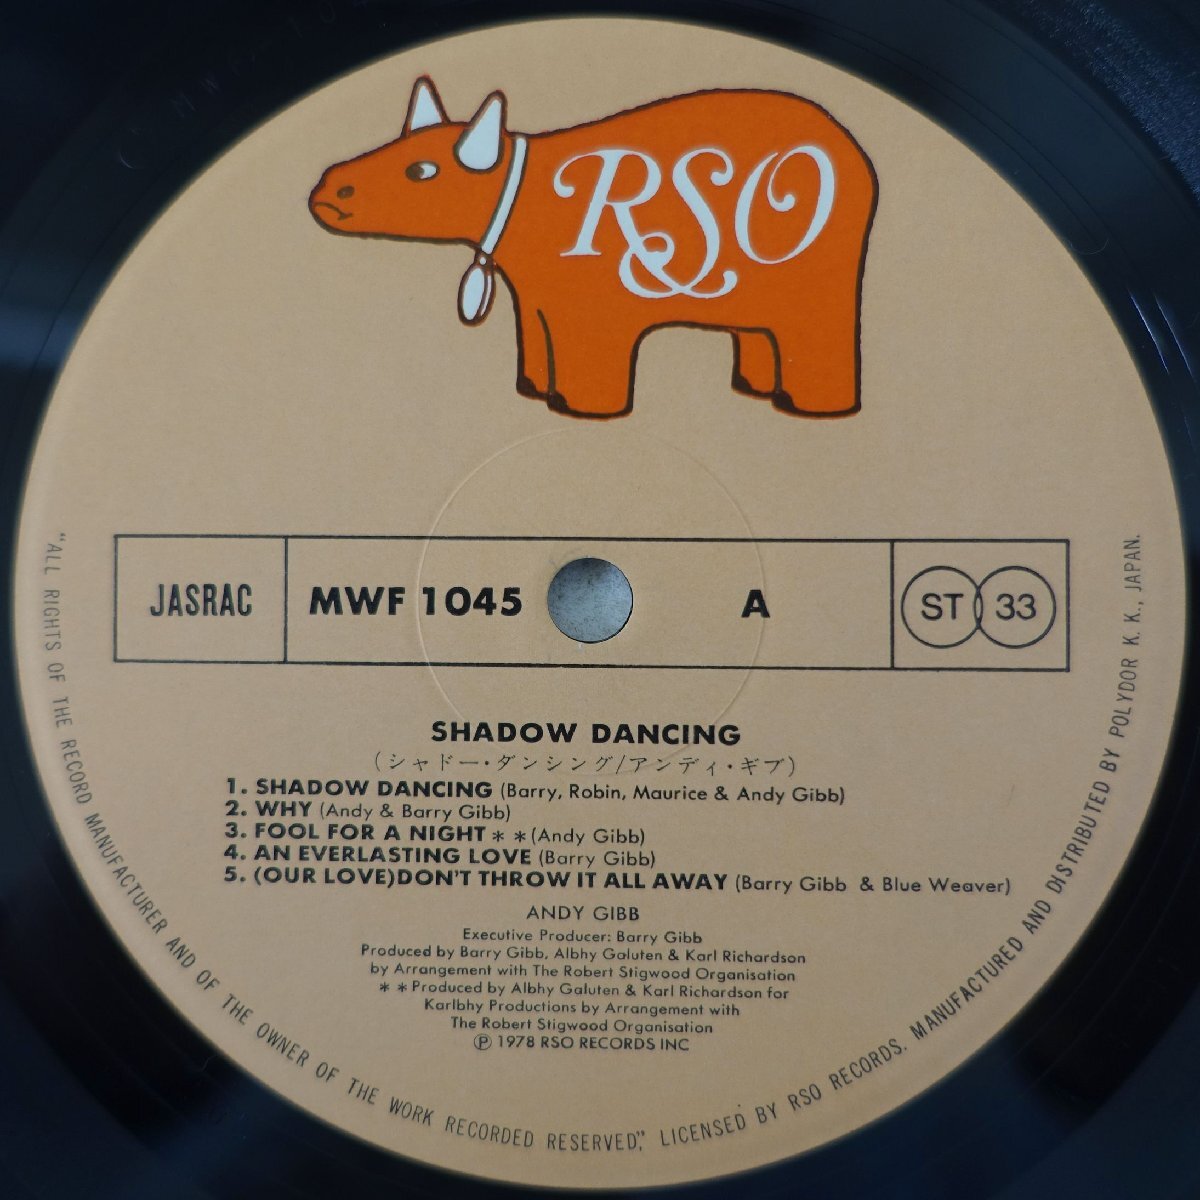 RSO
JASRAC
MWF 1045
A
ST 33
SHADOW DANCING
(シャドー・ダンシング/アンディ・ギブ)
1. SHADOW DANCING (Barry, Robin, Maurice & Andy Gibb)
2. WHY (Andy & Barry Gibb)
3. FOOL FOR A NIGHT ** (Andy Gibb)
4. AN EVERLASTING LOVE (Barry Gibb)
5. (OUR LOVE)DON'T THROW IT ALL AWAY (Barry Gibb & Blue Weaver)
ANDY GIBB
Executive Producer: Barry Gibb
Produced by Barry Gibb, Albhy Galuten & Karl Richardson
by Arrangement with The Robert Stigwood Organisation
**Produced by Albhy Galuten & Karl Richardson for
Karlbhy Productions by Arrangement with
The Robert Stigwood Organisation
Ⓟ 1978 RSO RECORDS INC
"ALL RIGHTS OF THE RECORD MANUFACTURER AND OF THE OWNER OF THE WORK RECORDED RESERVED," LICENSED BY RSO RECORDS. MANUFACTURED AND DISTRIBUTED BY POLYDOR K. K., JAPAN.